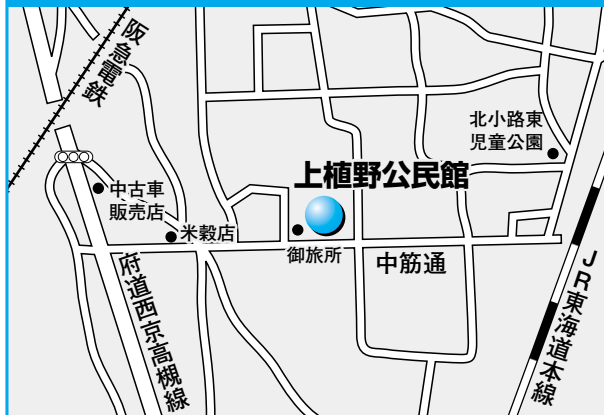 阪急電鉄
北小路東
児童公園
上植野公民館
中古車
販売店
米穀店
御旅所
中筋通
府道西京高槻線
JR東海道本線